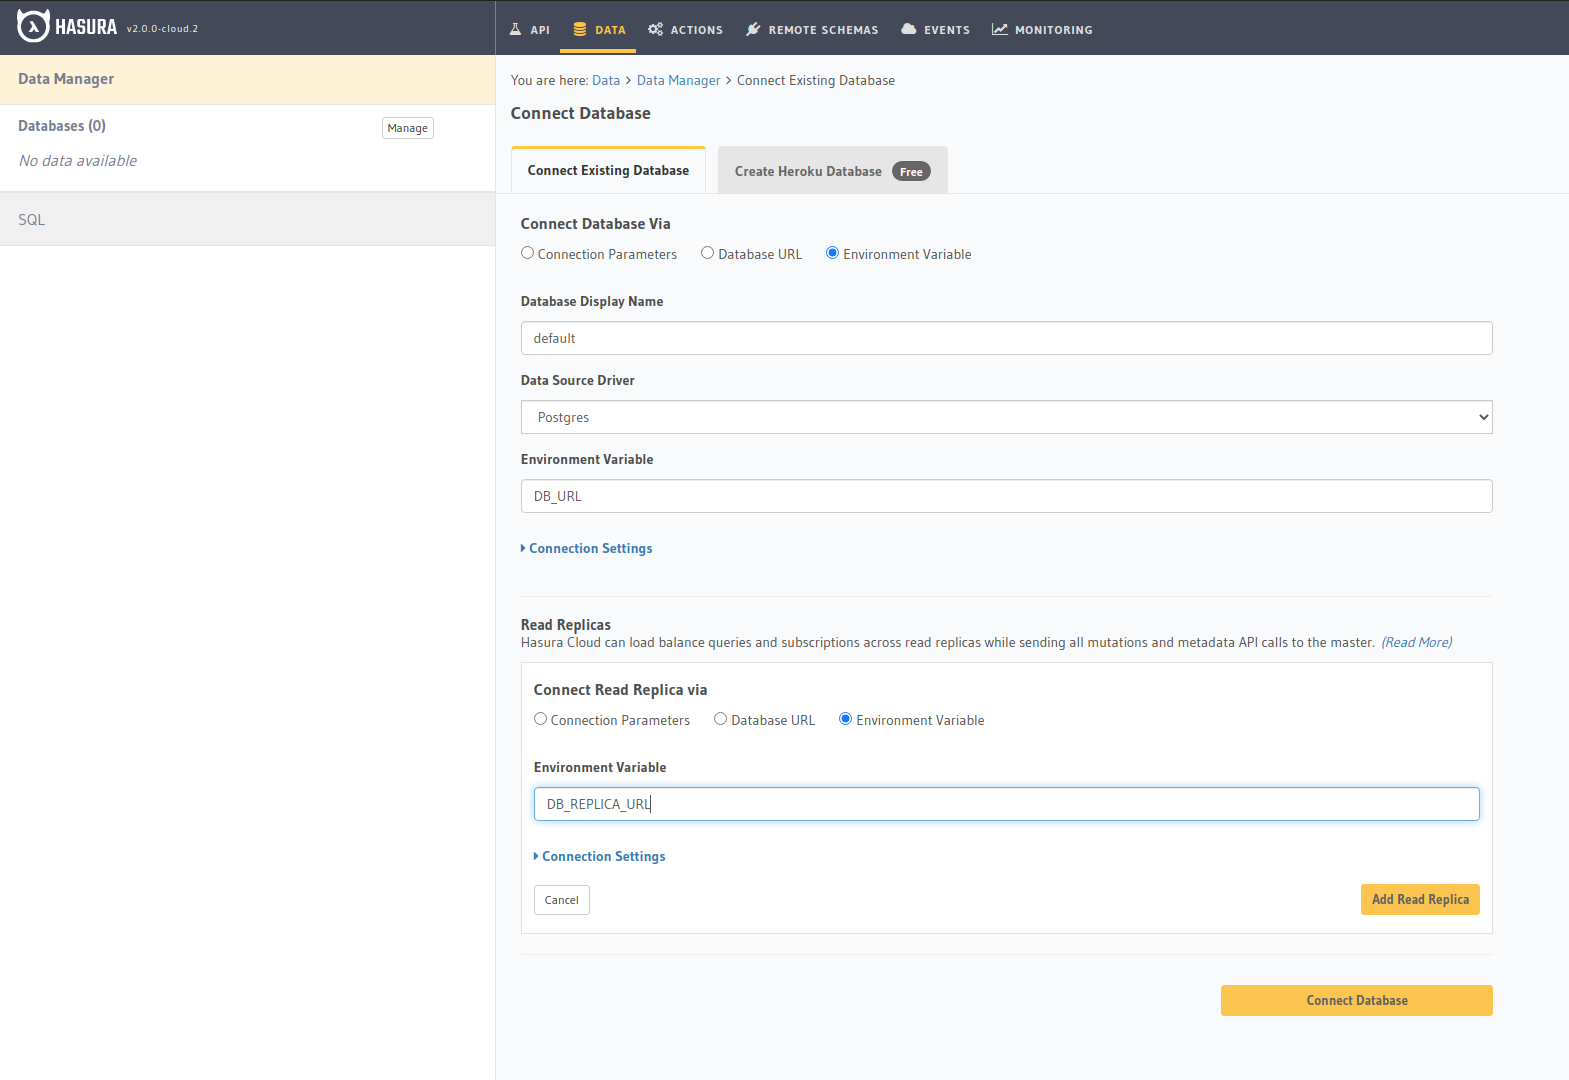 HASURA v2.0.0-cloud.2
API DATA ACTIONS REMOTE SCHEMAS EVENTS MONITORING
Data Manager
Databases (0) Manage
No data available
SQL
You are here: Data > Data Manager > Connect Existing Database
Connect Database
Connect Existing Database Create Heroku Database Free
Connect Database Via
Connection Parameters Database URL Environment Variable
Database Display Name
default
Data Source Driver
Postgres
Environment Variable
DB_URL
Connection Settings
Read Replicas
Hasura Cloud can load balance queries and subscriptions across read replicas while sending all mutations and metadata API calls to the master. (Read More)
Connect Read Replica via
Connection Parameters Database URL Environment Variable
Environment Variable
DB_REPLICA_URL
Connection Settings
Cancel Add Read Replica
Connect Database